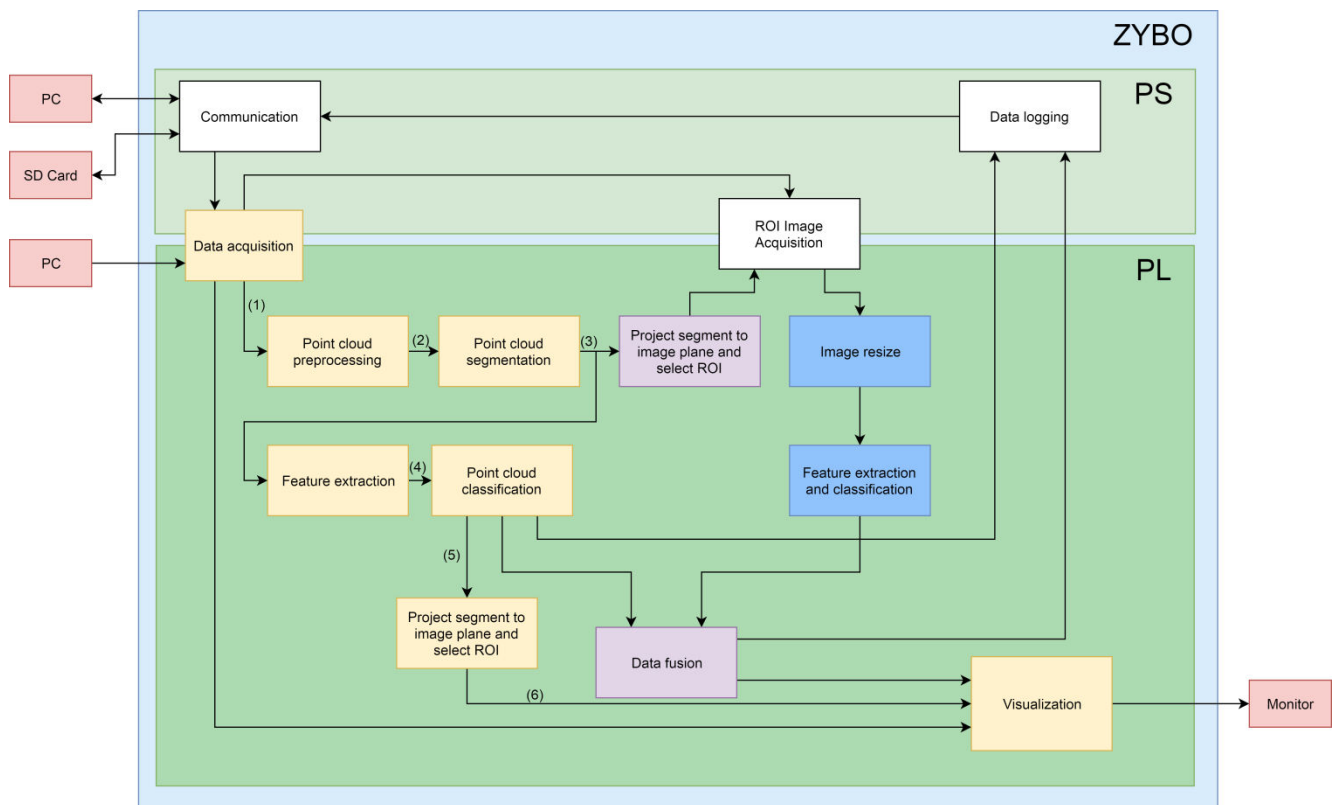 ZYBO
PS
PC
Communication
Data logging
SD Card
Data acquisition
ROI Image
Acquisition
PC
PL
(1)
Point cloud
preprocessing
(2)
Point cloud
segmentation
(3)
Project segment to
image plane and
select ROI
Image resize
Feature extraction
(4)
Point cloud
classification
Feature extraction
and classification
(5)
Project segment to
image plane and
select ROI
Data fusion
(6)
Visualization
Monitor